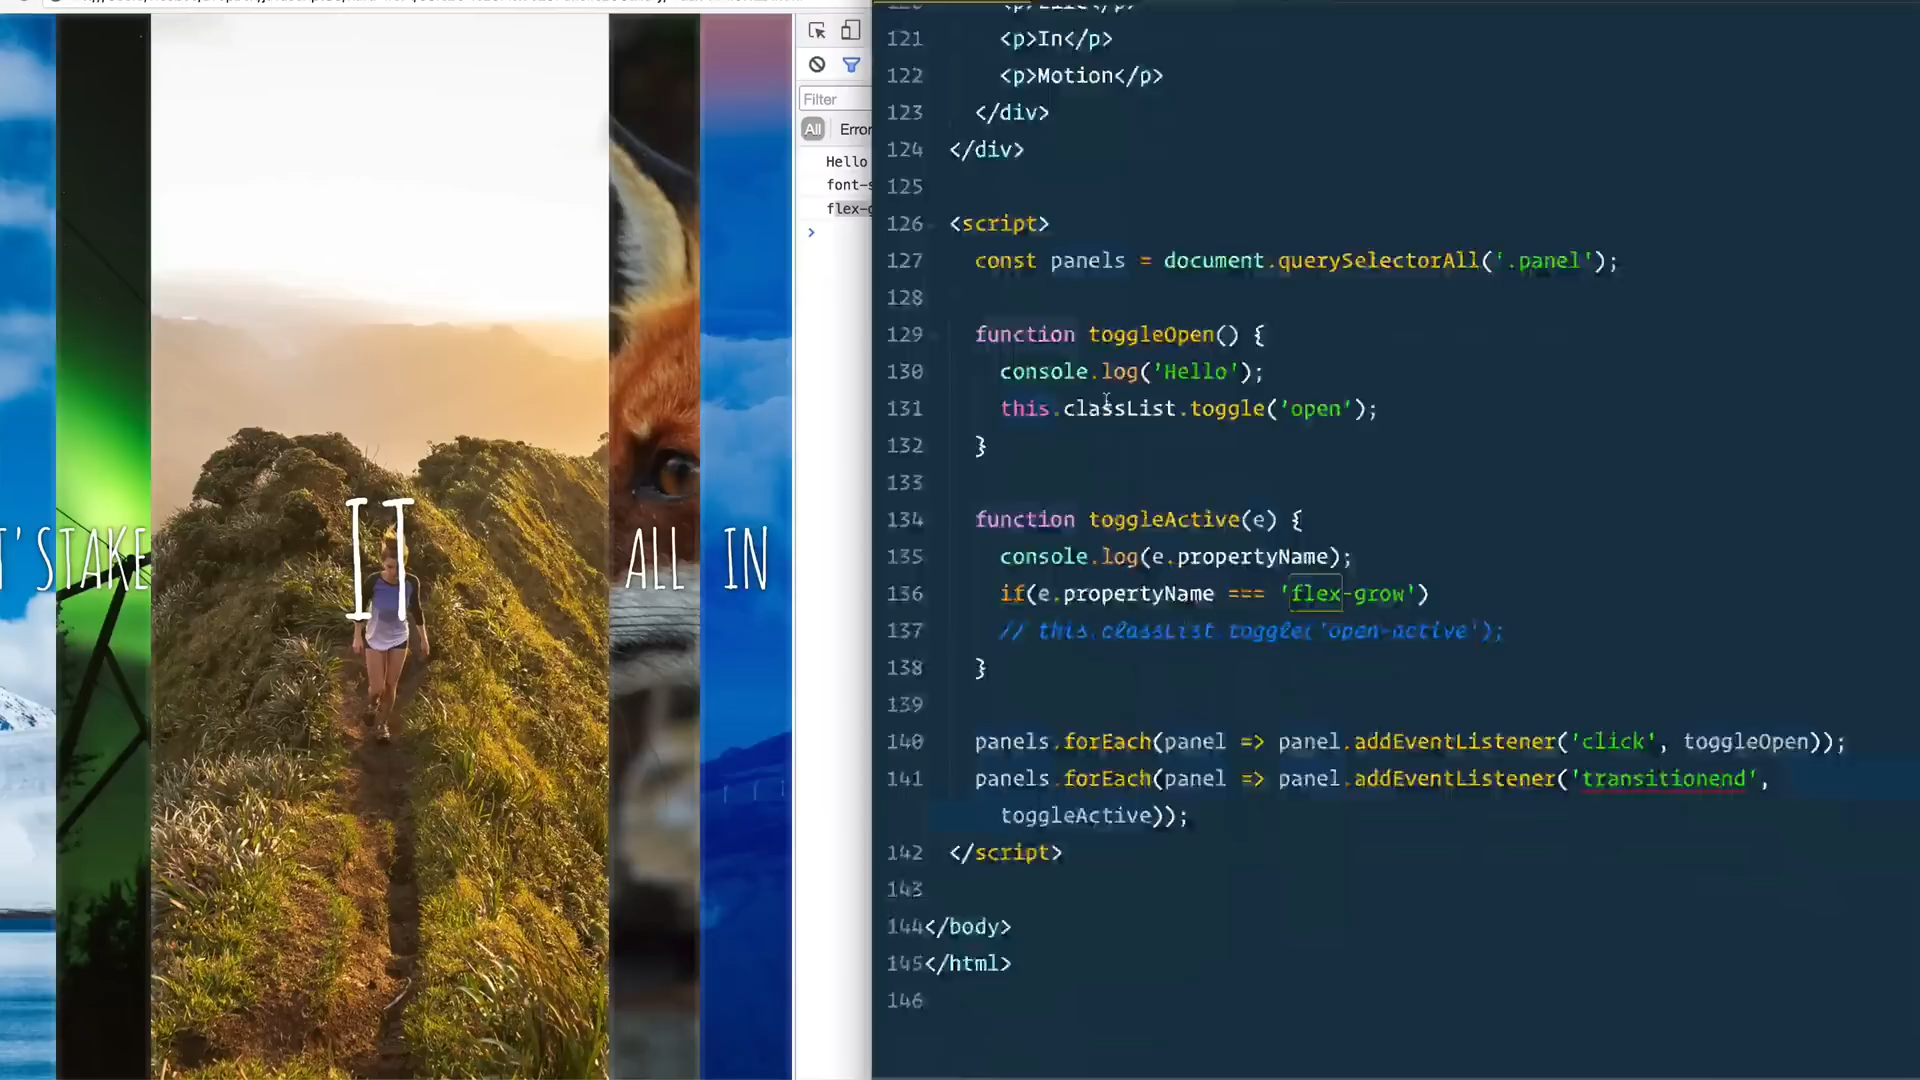 'S TAKE
IT
ALL IN
Filter
All Error
Hello
font-s
flex-g
>
121 <p>In</p>
122 <p>Motion</p>
123 </div>
124 </div>
125
126 <script>
127 const panels = document.querySelectorAll('.panel');
128
129 function toggleOpen() {
130 console.log('Hello');
131 this.classList.toggle('open');
132 }
133
134 function toggleActive(e) {
135 console.log(e.propertyName);
136 if(e.propertyName === 'flex-grow')
137 // this.classList.toggle('open-active');
138 }
139
140 panels.forEach(panel => panel.addEventListener('click', toggleOpen));
141 panels.forEach(panel => panel.addEventListener('transitionend',
toggleActive));
142 </script>
143
144 </body>
145 </html>
146